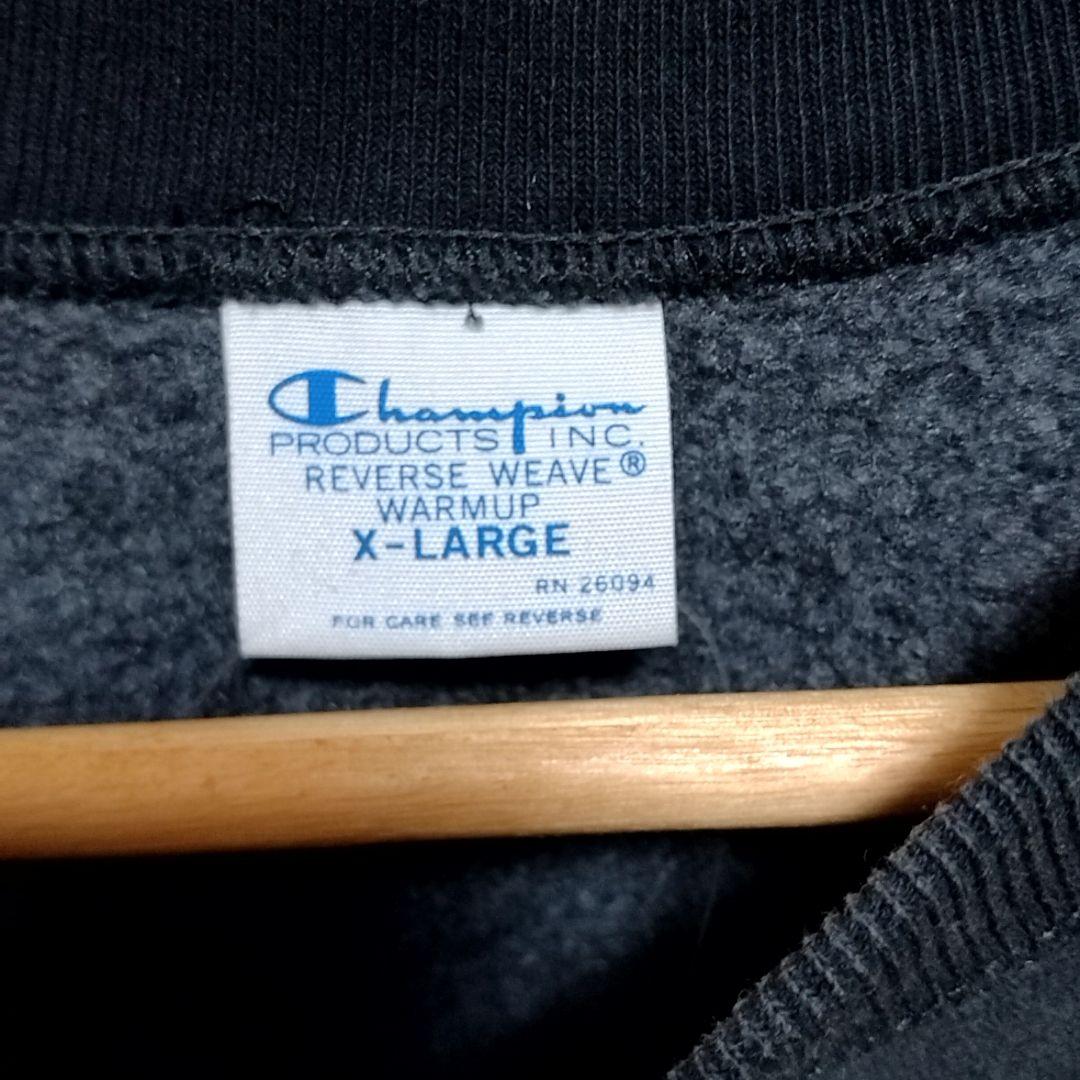 Champion
PRODUCTS INC.
REVERSE WEAVE®
WARMUP
X-LARGE
RN 26094
FOR CARE SEE REVERSE